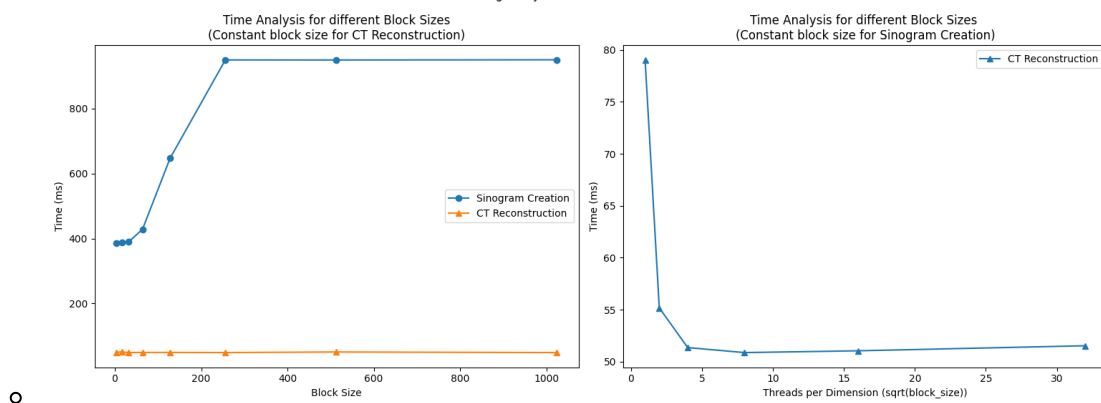 Time Analysis for different Block Sizes
(Constant block size for CT Reconstruction)
800
600
400
200
Time (ms)
Sinogram Creation
CT Reconstruction
0
200
400
600
800
1000
Block Size
Time Analysis for different Block Sizes
(Constant block size for Sinogram Creation)
80
75
70
65
60
55
50
Time (ms)
CT Reconstruction
0
5
10
15
20
25
30
Threads per Dimension (sqrt(block_size))